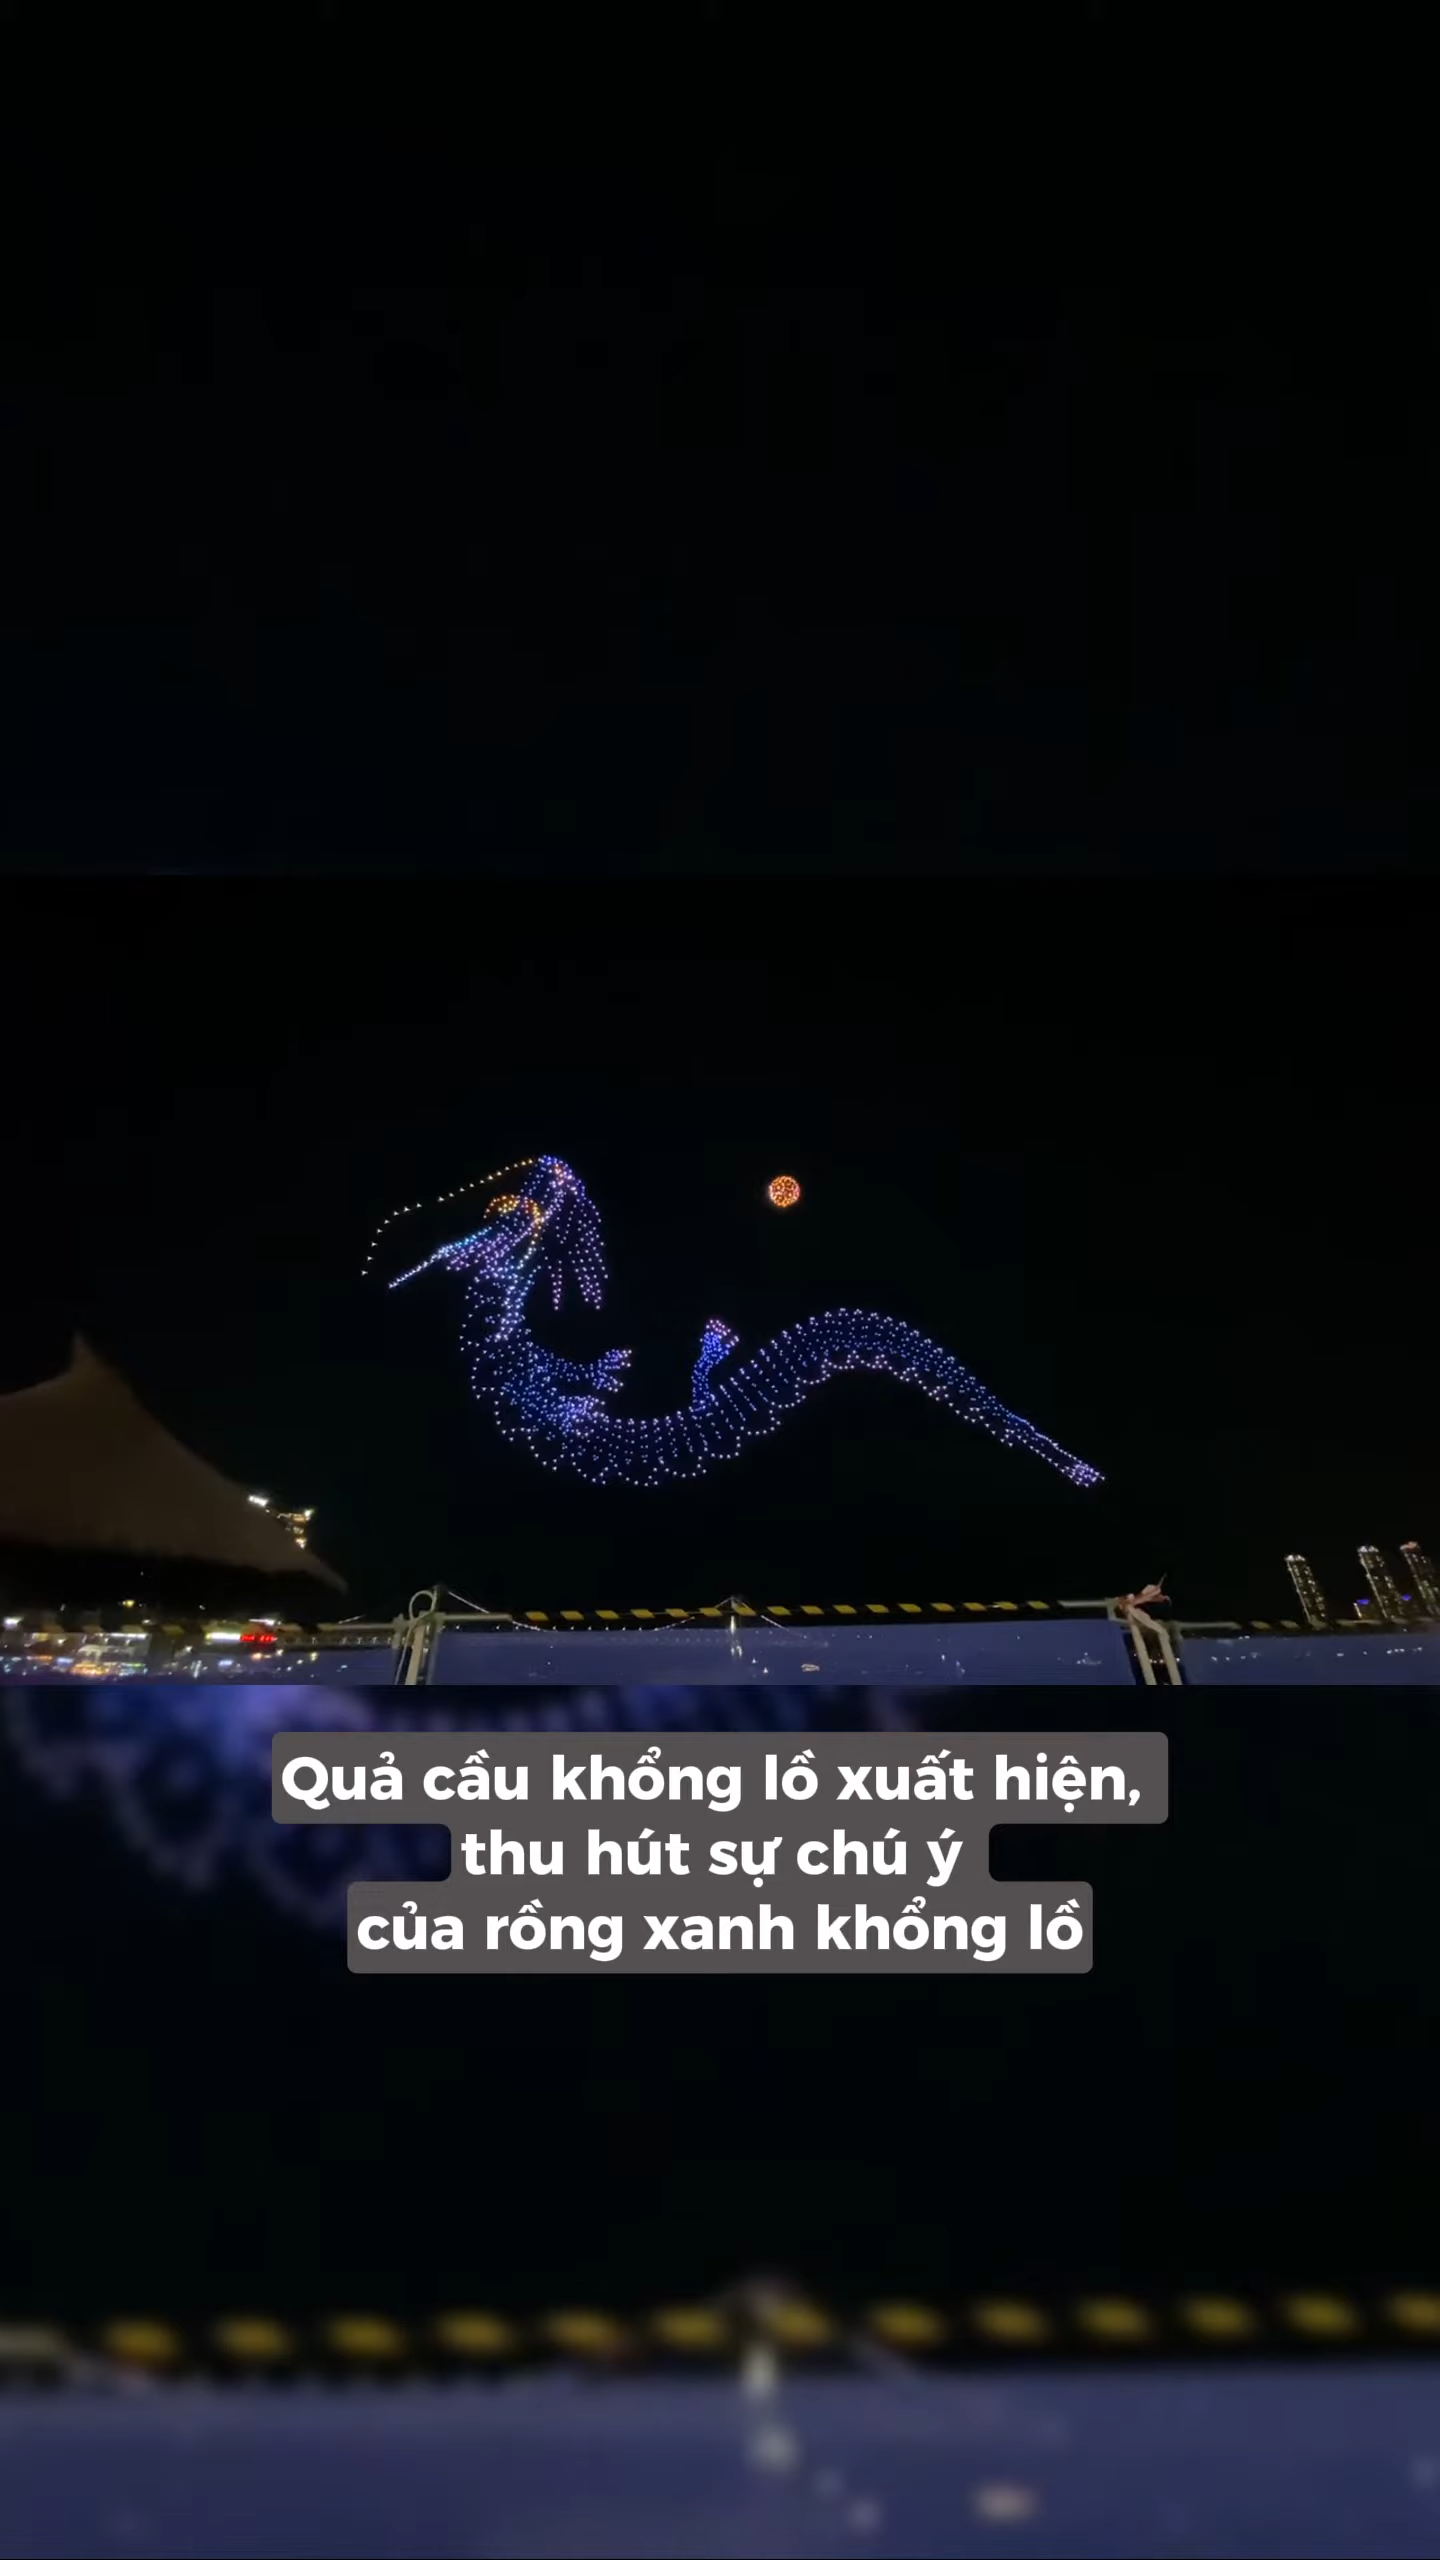 Quả cầu khổng lồ xuất hiện,
thu hút sự chú ý
của rồng xanh khổng lồ